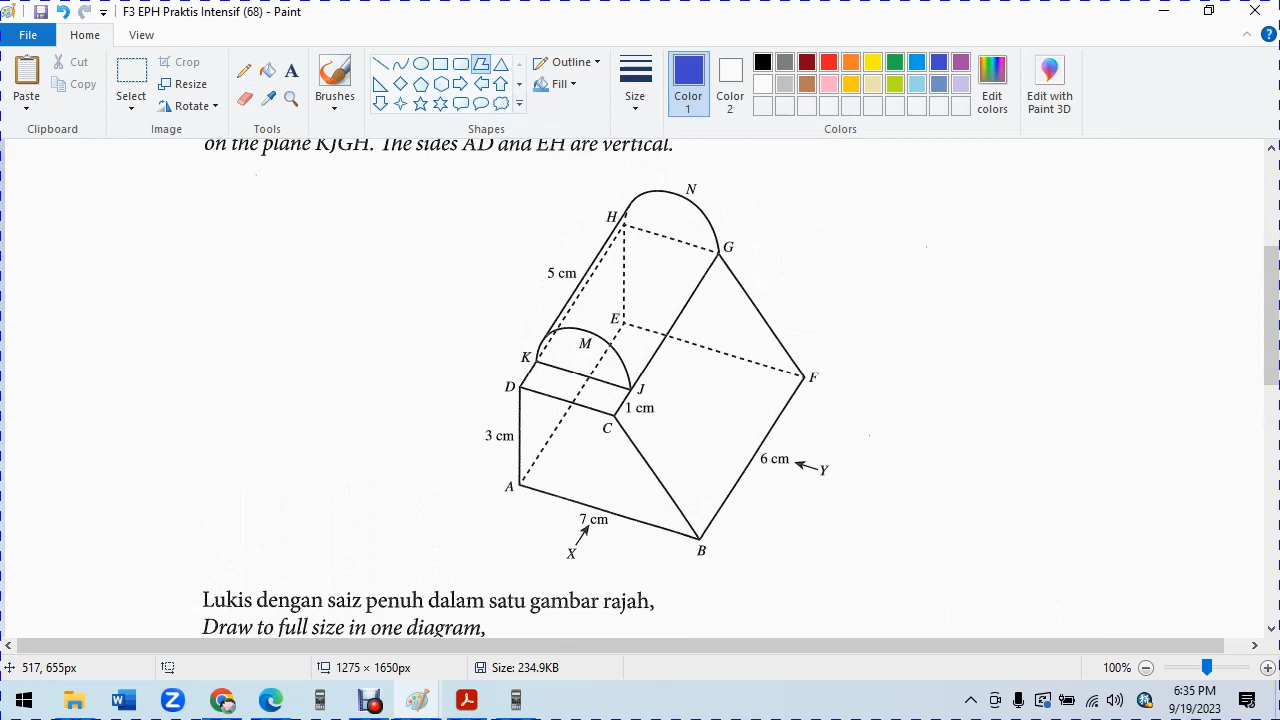 F3 EPH Praktis Intensif (68) - Paint
File Home View
Paste
Cut
Copy
Clipboard
Select
Crop
Resize
Rotate
Image
A
Tools
Brushes
Outline
Fill
Shapes
Size
Color 1
Color 2
Edit colors
Colors
Edit with Paint 3D
on the plane KJGH. The sides AD and EH are vertical.
N
H
G
5 cm
E
M
K
F
D
J
1 cm
C
3 cm
6 cm
Y
A
7 cm
X
B
Lukis dengan saiz penuh dalam satu gambar rajah,
Draw to full size in one diagram,
517, 655px
1275 × 1650px
Size: 234.9KB
100%
6:35 PM
9/19/2023